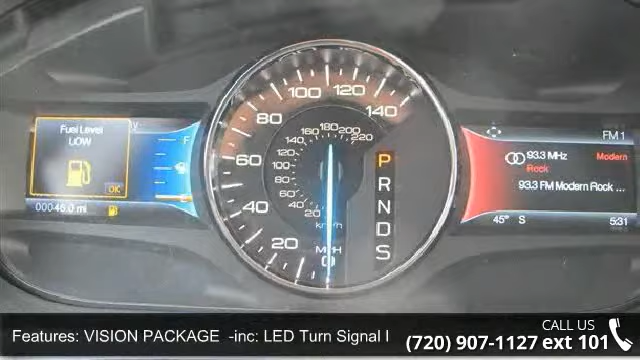 Fuel Level
LOW
OK
F
00046.0 mi
20
40
60
80
100
120
140
20
40
60
80
100
120
140
160
180
200
220
km/h
MPH
P
R
N
D
S
FM1
93.3 MHz Modern
Rock
93.3 FM Modern Rock ...
45° S 5:31
Features: VISION PACKAGE -inc: LED Turn Signal I
CALL US
(720) 907-1127 ext 101